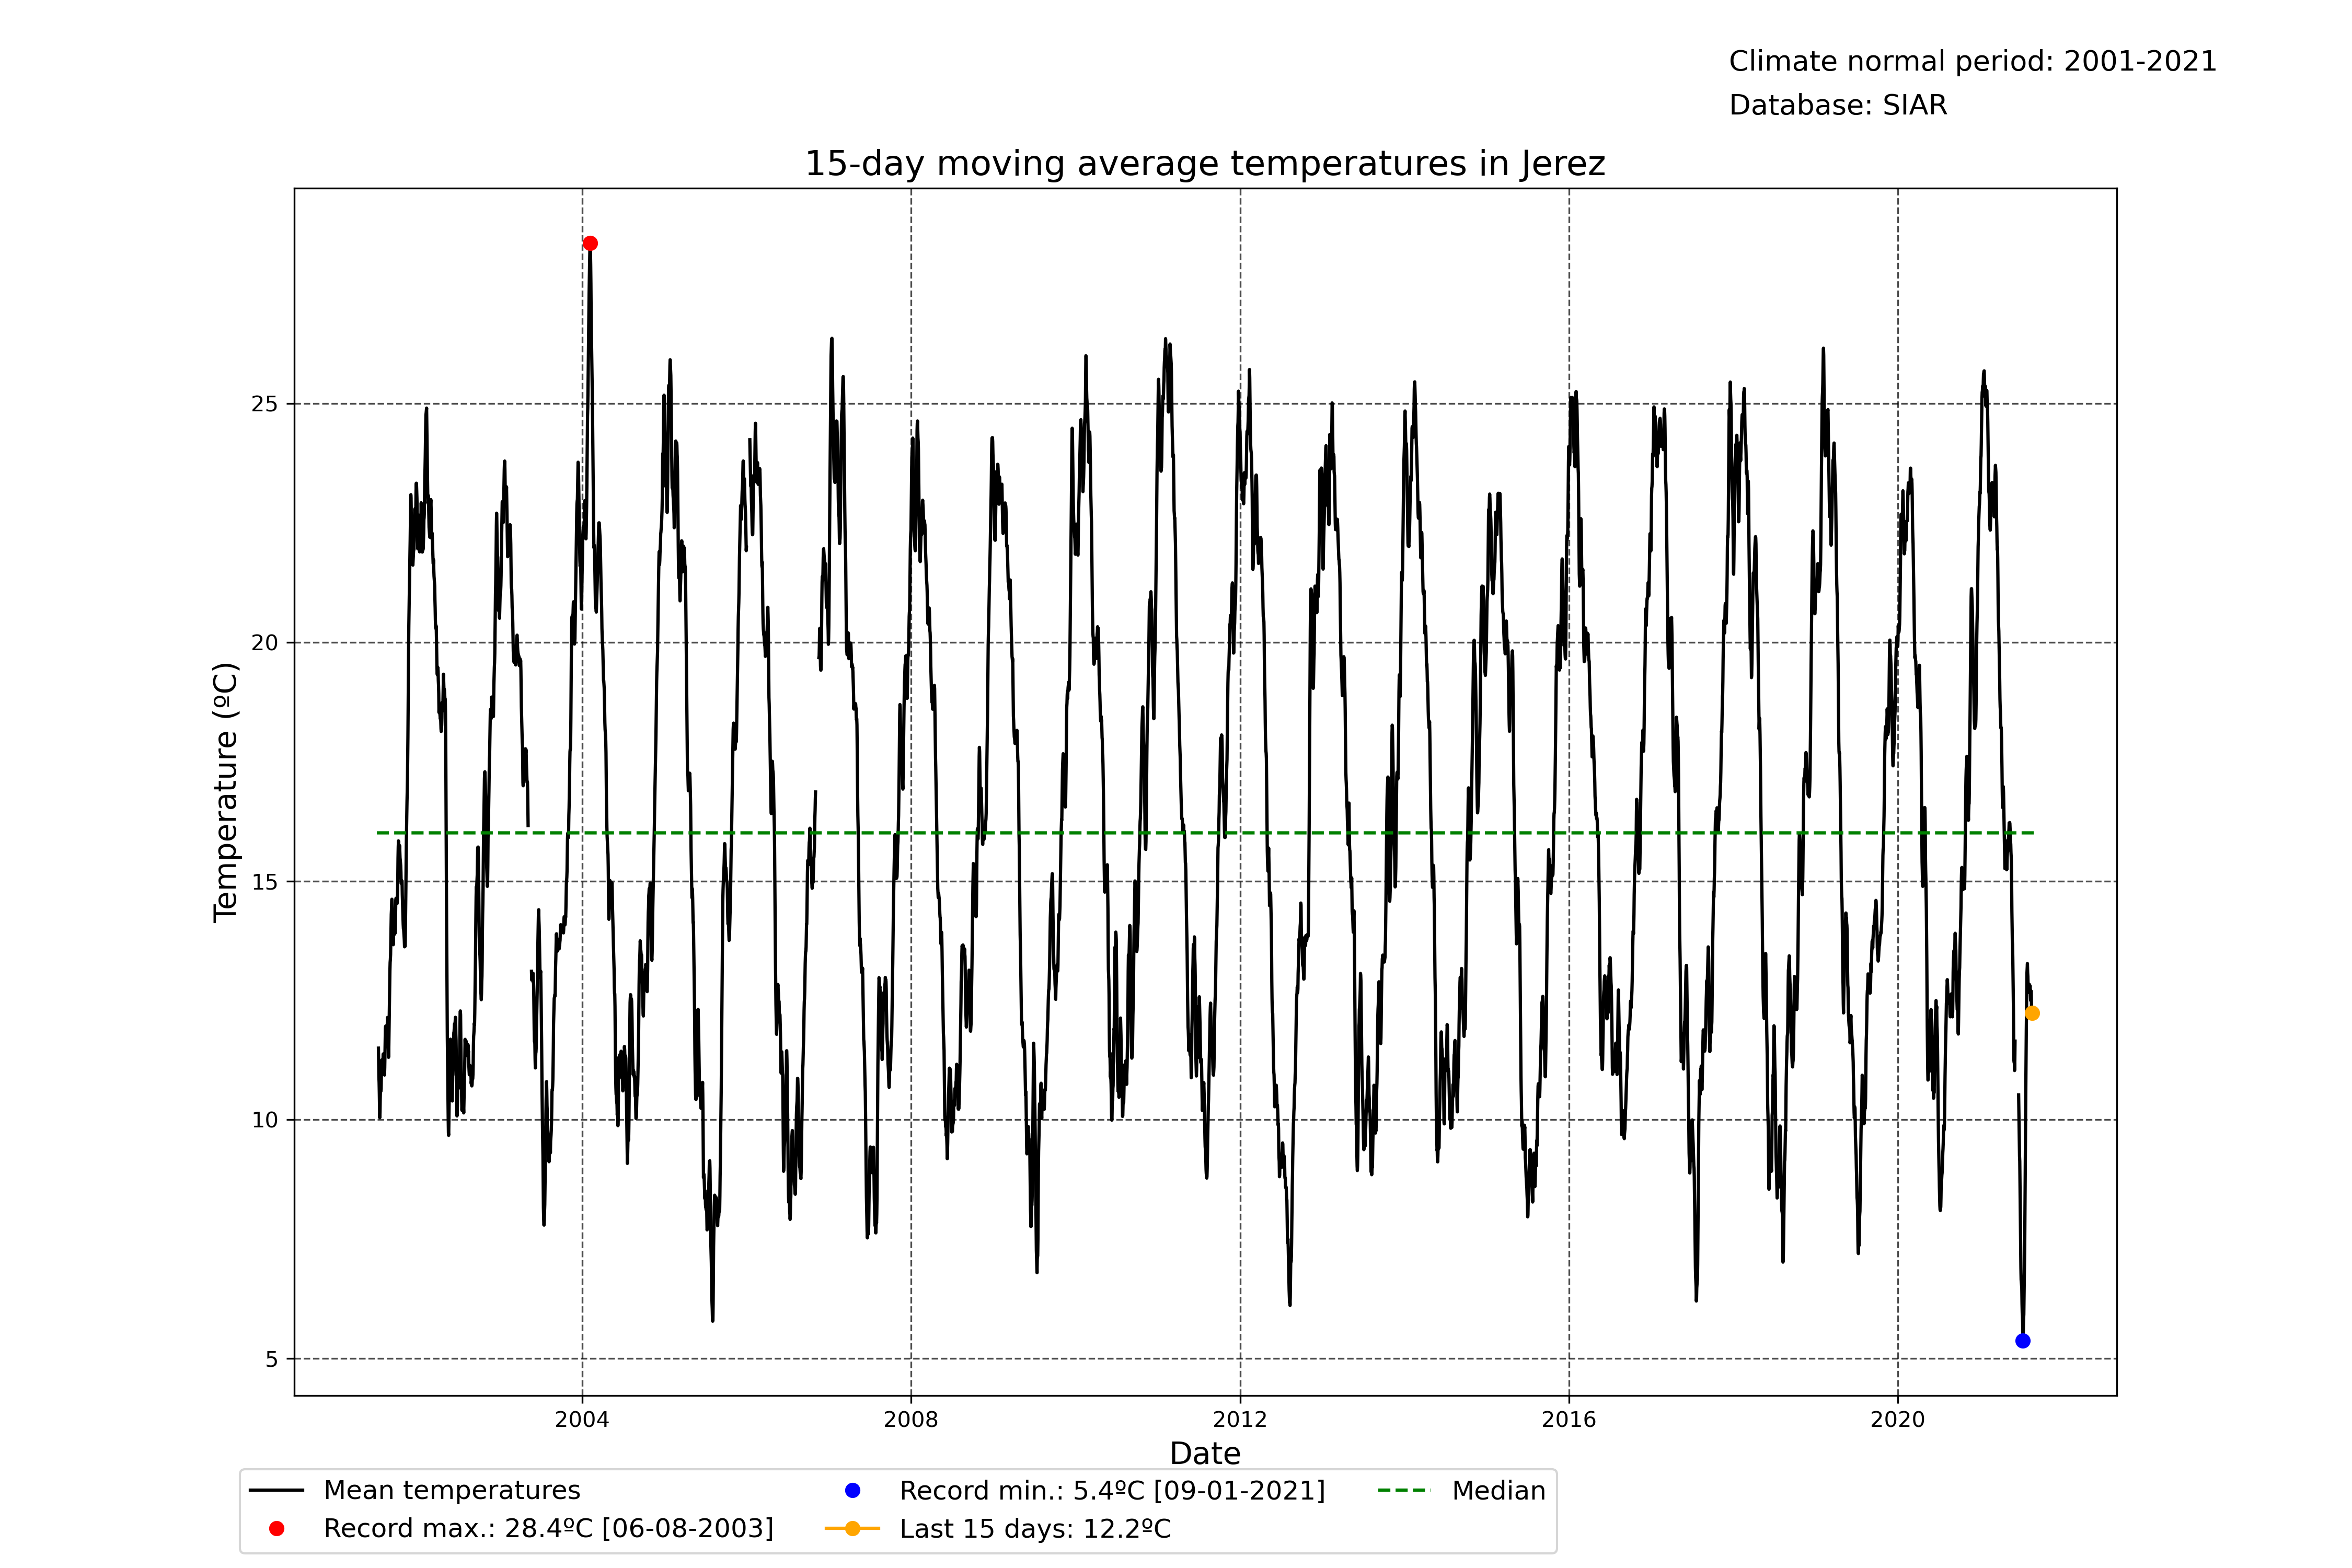 Climate normal period: 2001-2021
Database: SIAR
15-day moving average temperatures in Jerez
Temperature (ºC)
25
20
15
10
5
2004
2008
2012
2016
2020
Date
Mean temperatures
Record max.: 28.4ºC [06-08-2003]
Record min.: 5.4ºC [09-01-2021]
Last 15 days: 12.2ºC
Median